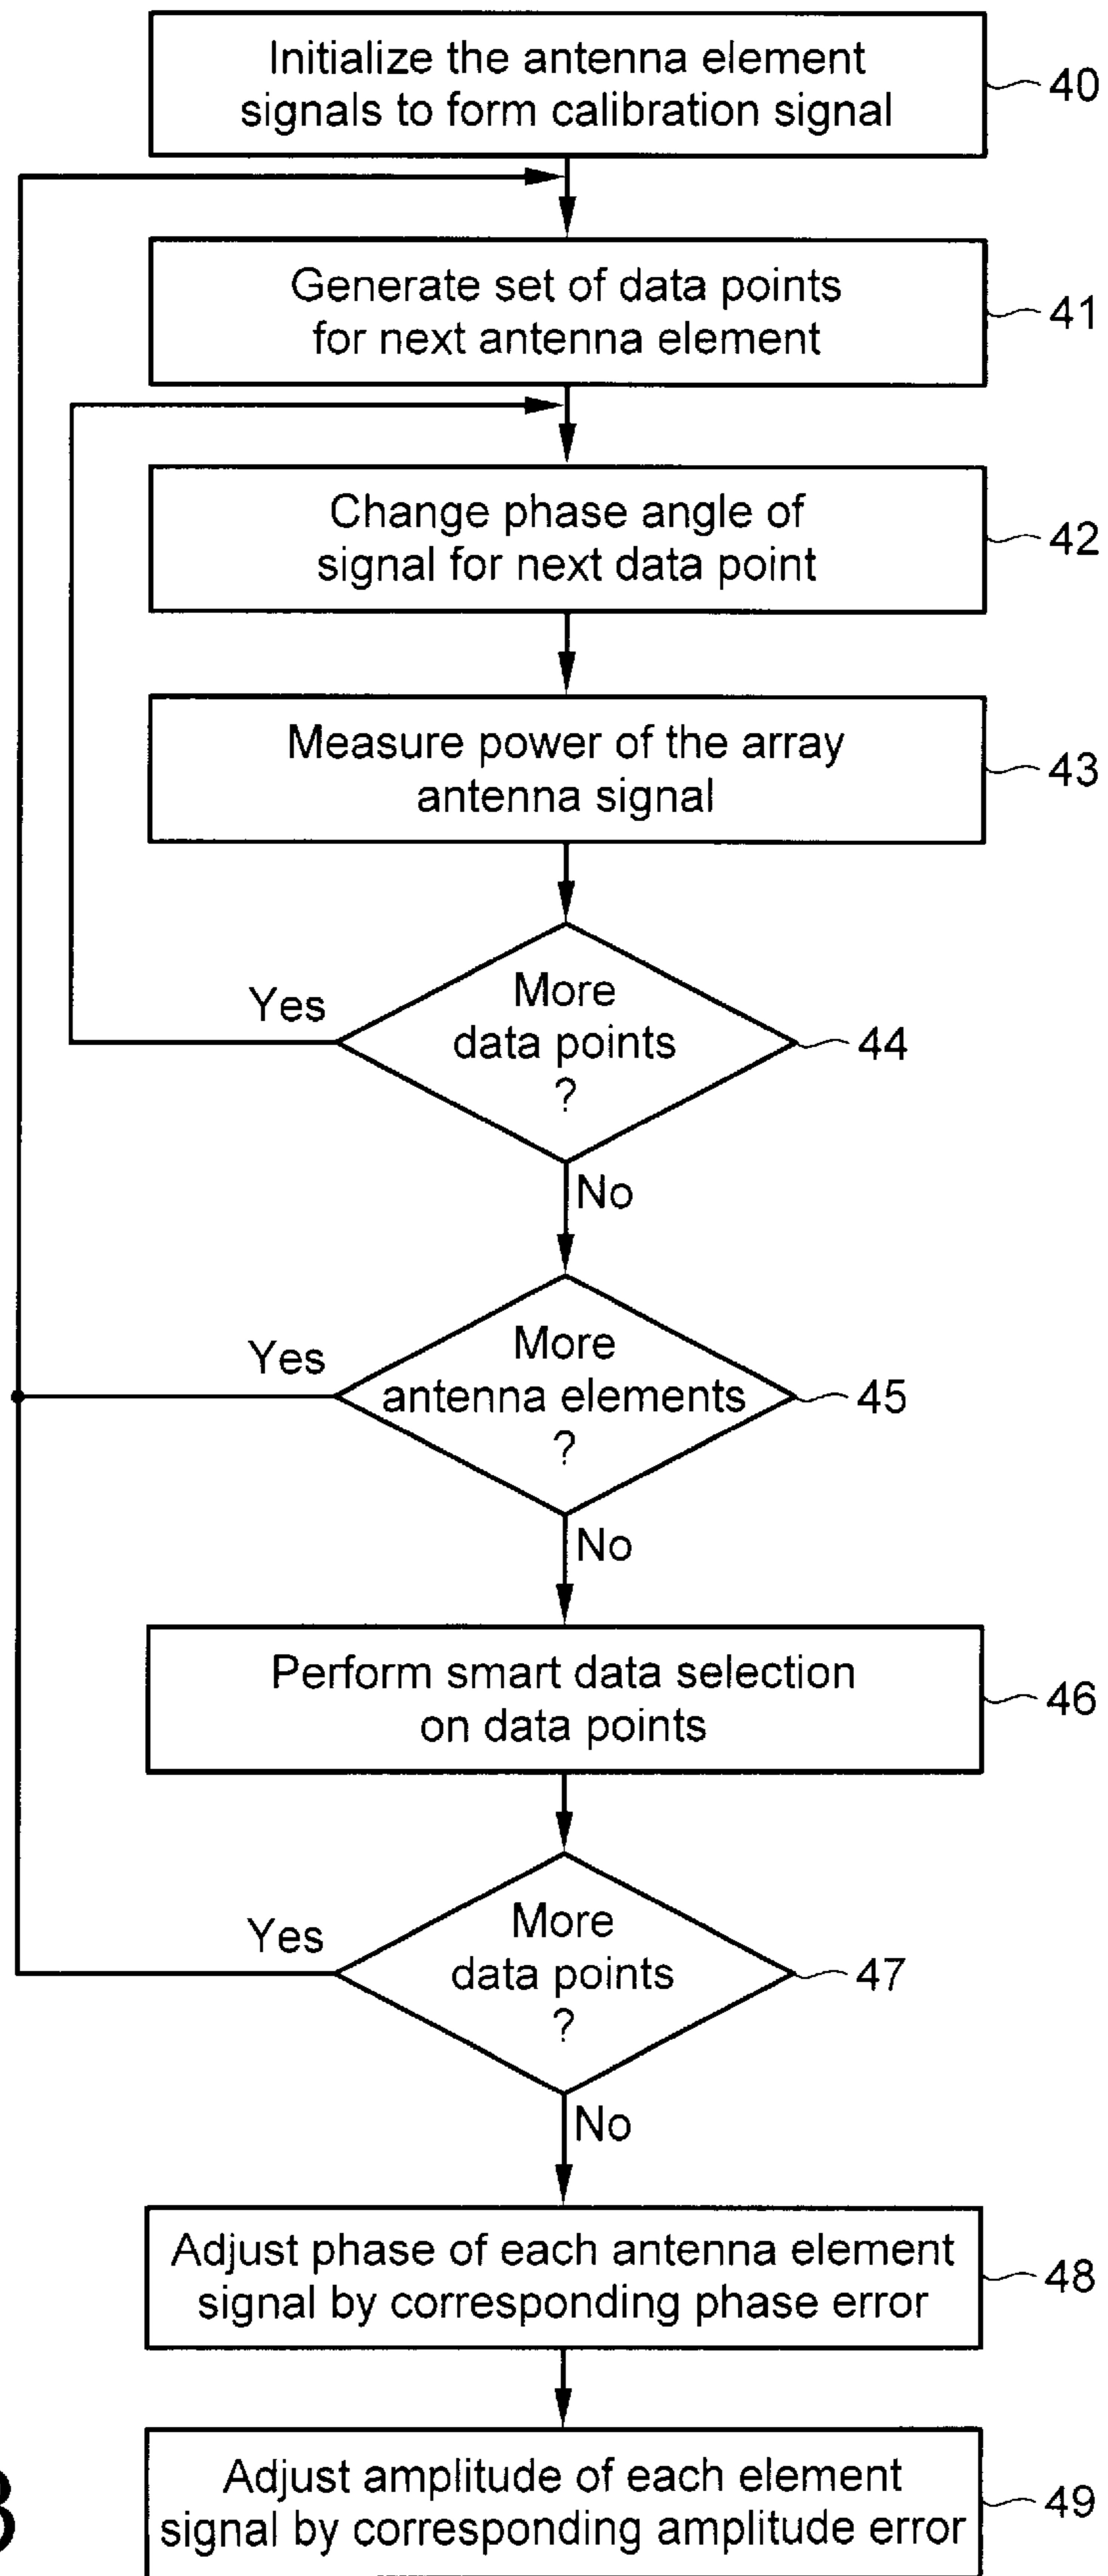 Initialize the antenna element
signals to form calibration signal
40
Generate set of data points
for next antenna element
41
Change phase angle of
signal for next data point
42
Measure power of the array
antenna signal
43
More
data points
?
44
Yes
No
More
antenna elements
?
45
Yes
No
Perform smart data selection
on data points
46
More
data points
?
47
Yes
No
Adjust phase of each antenna element
signal by corresponding phase error
48
Adjust amplitude of each element
signal by corresponding amplitude error
49